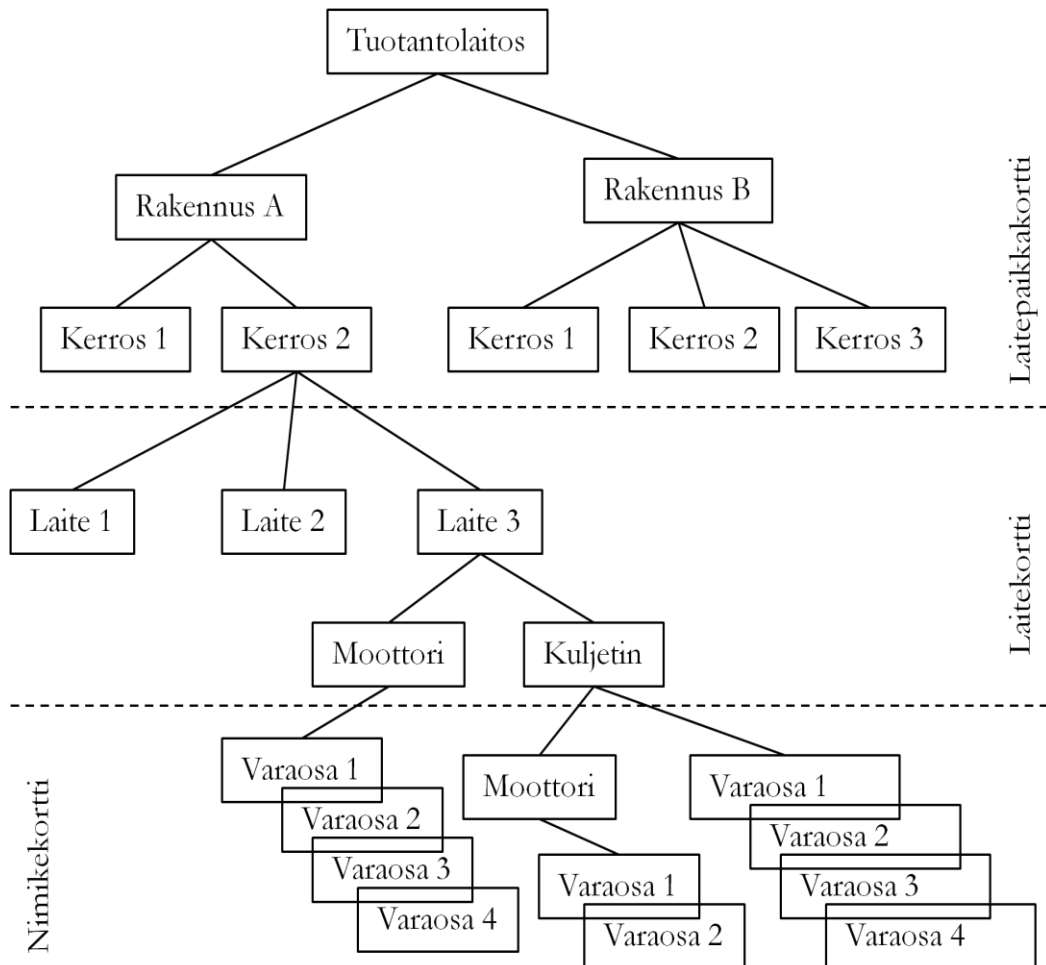 Tuotantolaitos
Rakennus A
Rakennus B
Laitepaikkakortti
Kerros 1
Kerros 2
Kerros 1
Kerros 2
Kerros 3
Laite 1
Laite 2
Laite 3
Laitekortti
Moottori
Kuljetin
Nimikekortti
Varaosa 1
Varaosa 2
Varaosa 3
Varaosa 4
Moottori
Varaosa 1
Varaosa 2
Varaosa 1
Varaosa 2
Varaosa 3
Varaosa 4